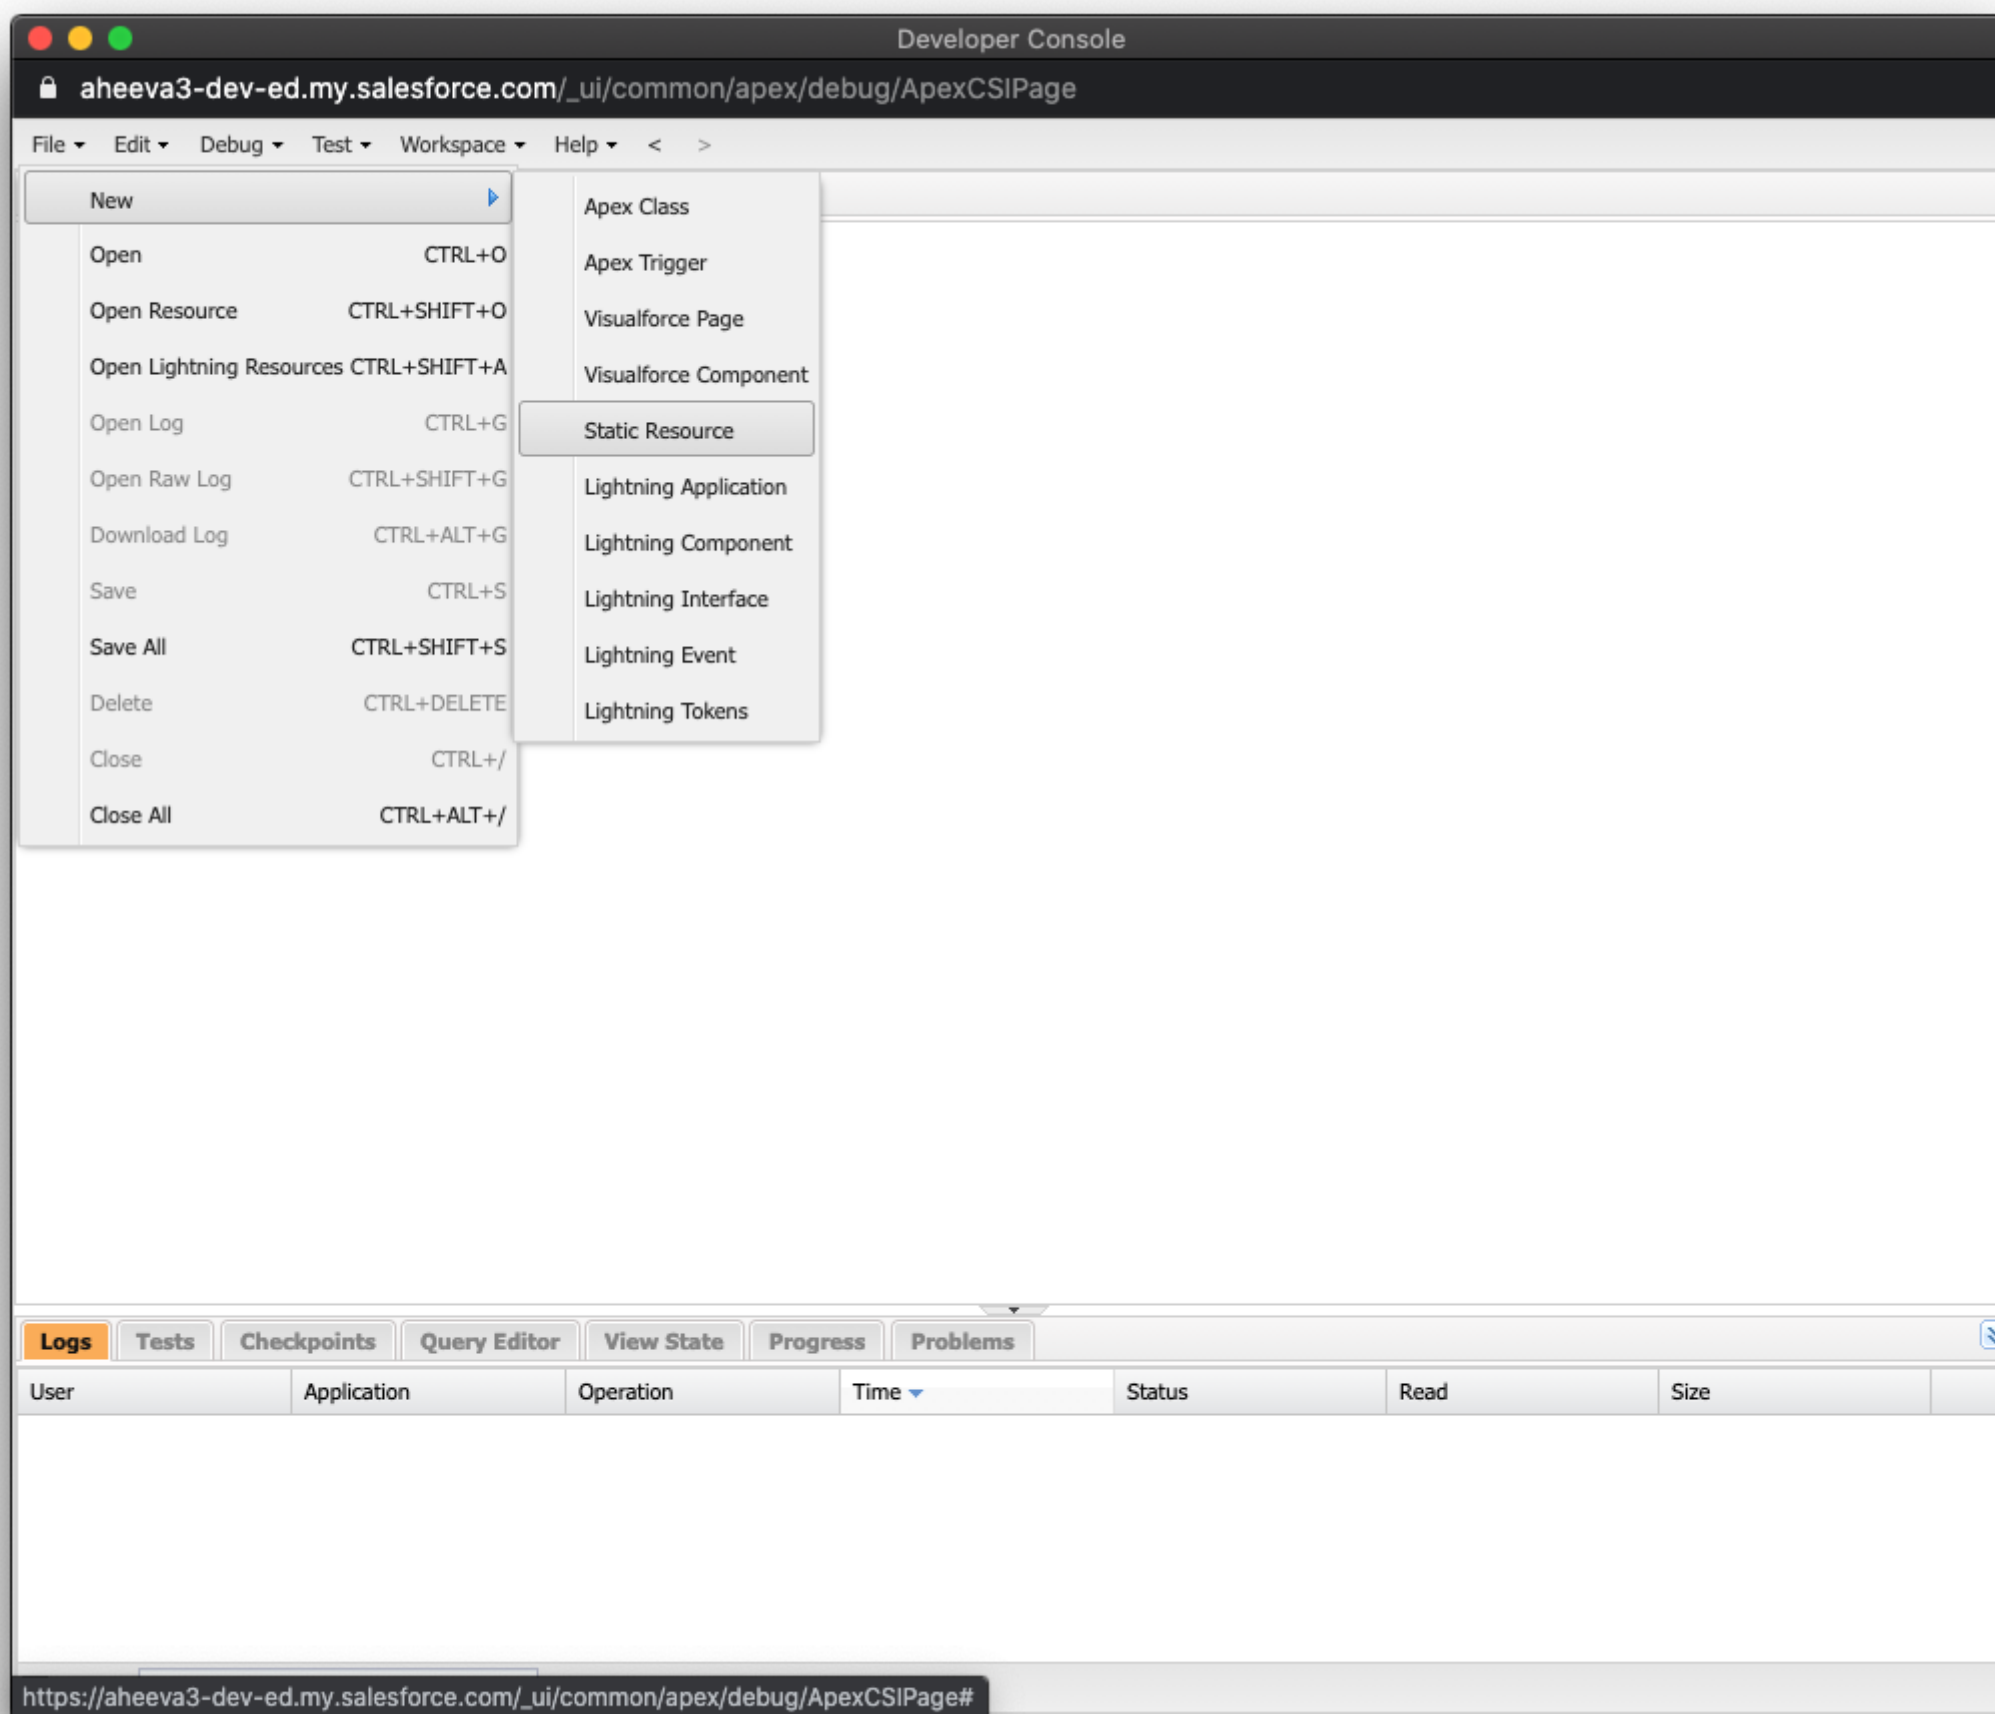 Developer Console
aheeva3-dev-ed.my.salesforce.com/_ui/common/apex/debug/ApexCSIPage
File Edit Debug Test Workspace Help < >
New
Open CTRL+O
Open Resource CTRL+SHIFT+O
Open Lightning Resources CTRL+SHIFT+A
Open Log CTRL+G
Open Raw Log CTRL+SHIFT+G
Download Log CTRL+ALT+G
Save CTRL+S
Save All CTRL+SHIFT+S
Delete CTRL+DELETE
Close CTRL+/
Close All CTRL+ALT+/
Apex Class
Apex Trigger
Visualforce Page
Visualforce Component
Static Resource
Lightning Application
Lightning Component
Lightning Interface
Lightning Event
Lightning Tokens
Logs Tests Checkpoints Query Editor View State Progress Problems
User Application Operation Time Status Read Size
https://aheeva3-dev-ed.my.salesforce.com/_ui/common/apex/debug/ApexCSIPage#